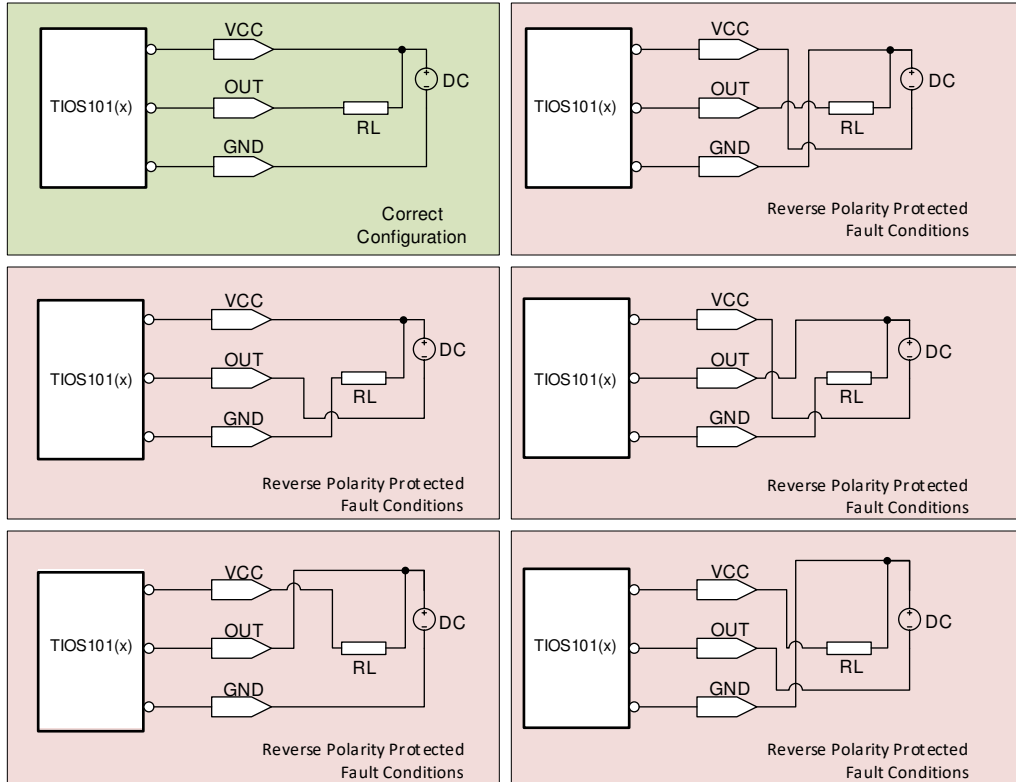 VCC
OUT
GND
TIOS101(x)
RL
+
−
DC
Correct
Configuration
VCC
OUT
GND
TIOS101(x)
RL
+
−
DC
Reverse Polarity Protected
Fault Conditions
VCC
OUT
GND
TIOS101(x)
RL
+
−
DC
Reverse Polarity Protected
Fault Conditions
VCC
OUT
GND
TIOS101(x)
RL
+
−
DC
Reverse Polarity Protected
Fault Conditions
VCC
OUT
GND
TIOS101(x)
RL
+
−
DC
Reverse Polarity Protected
Fault Conditions
VCC
OUT
GND
TIOS101(x)
RL
+
−
DC
Reverse Polarity Protected
Fault Conditions